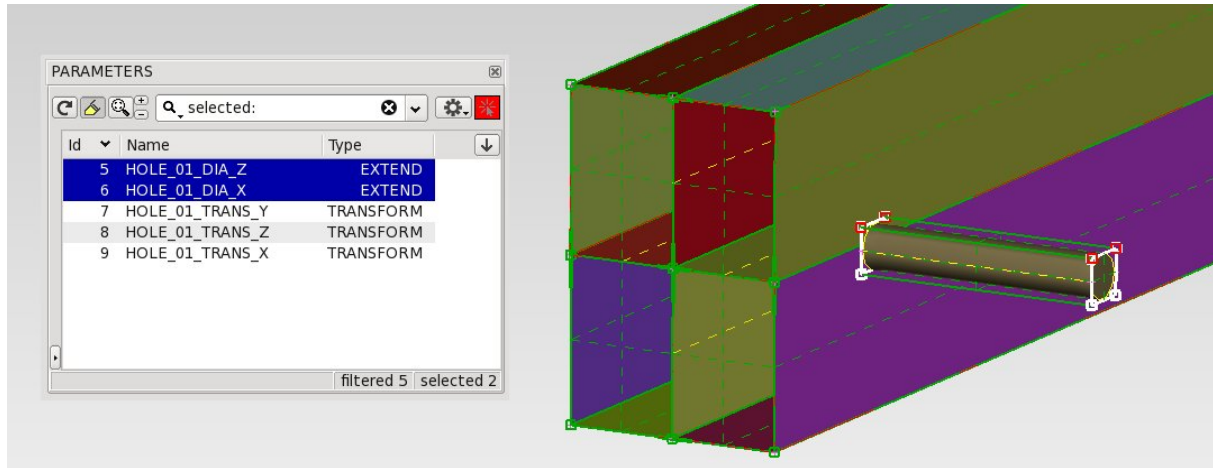 PARAMETERS
selected:
Id Name Type
5 HOLE_01_DIA_Z EXTEND
6 HOLE_01_DIA_X EXTEND
7 HOLE_01_TRANS_Y TRANSFORM
8 HOLE_01_TRANS_Z TRANSFORM
9 HOLE_01_TRANS_X TRANSFORM
filtered 5 selected 2